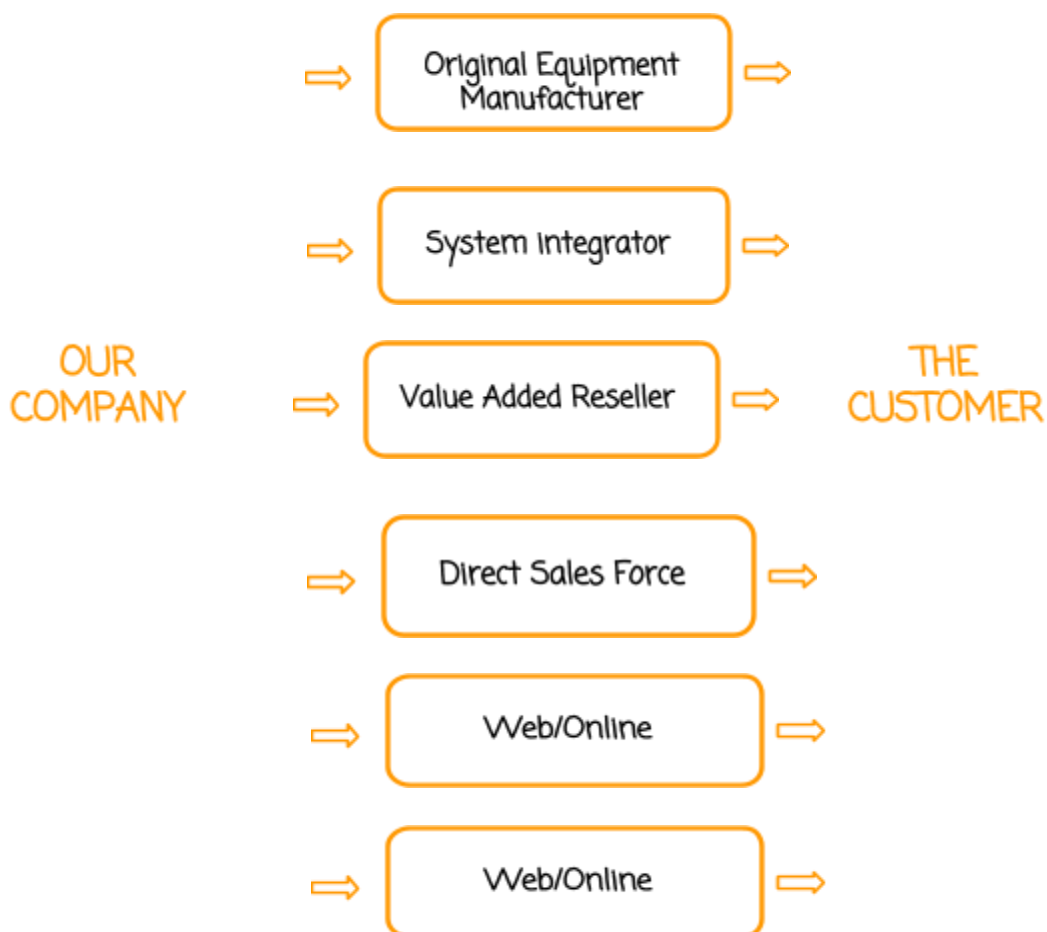 Original Equipment
Manufacturer
System integrator
OUR
COMPANY
Value Added Reseller
THE
CUSTOMER
Direct Sales Force
Web/Online
Web/Online